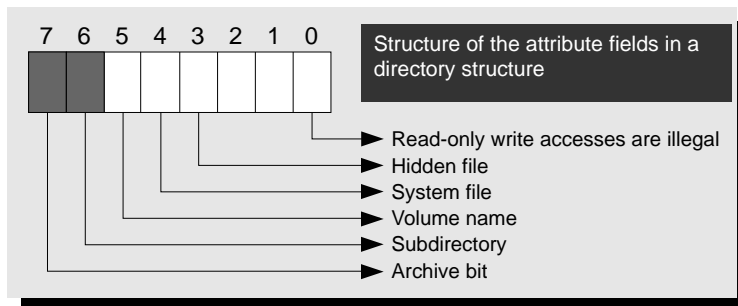 7 6 5 4 3 2 1 0
Structure of the attribute fields in a
directory structure
Read-only write accesses are illegal
Hidden file
System file
Volume name
Subdirectory
Archive bit